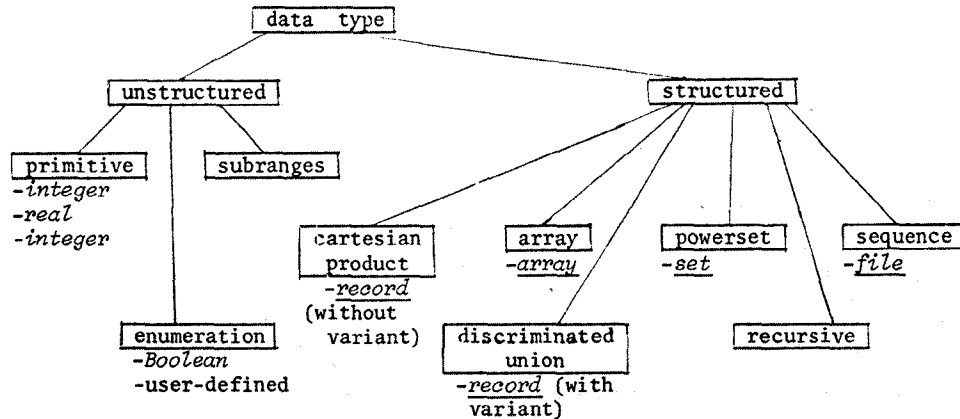 data type
unstructured
structured
primitive
-integer
-real
-integer
subranges
cartesian
product
-record
(without
variant)
array
-array
powerset
-set
sequence
-file
enumeration
-Boolean
-user-defined
discriminated
union
-record (with
variant)
recursive